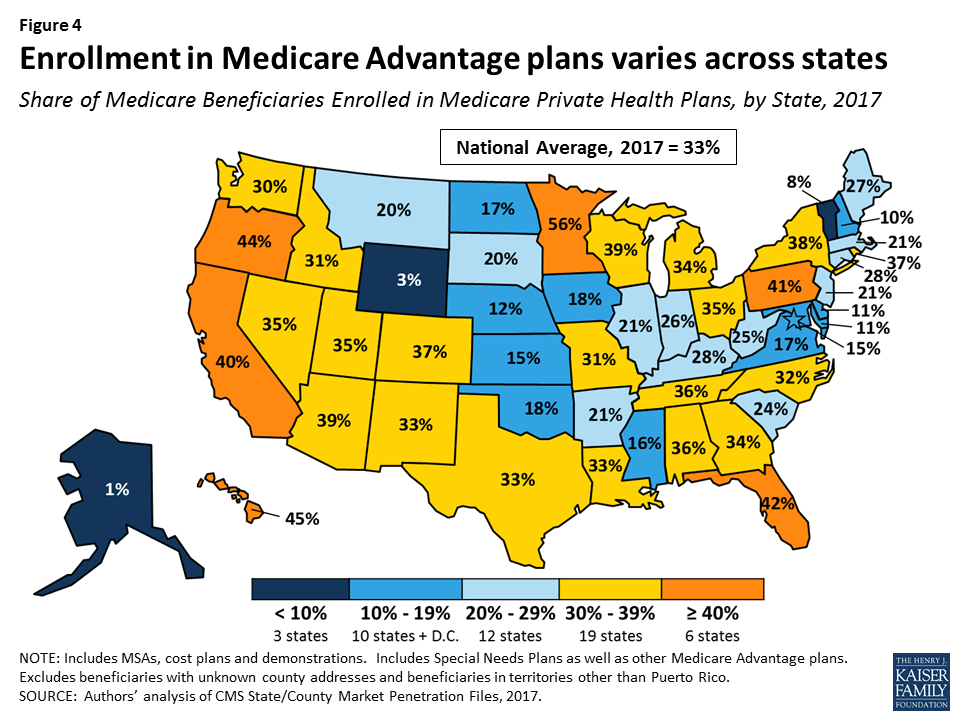 Figure 4
Enrollment in Medicare Advantage plans varies across states
Share of Medicare Beneficiaries Enrolled in Medicare Private Health Plans, by State, 2017
National Average, 2017 = 33%
30%
20%
17%
56%
8%
27%
10%
44%
31%
3%
20%
39%
34%
38%
21%
37%
28%
41%
21%
11%
11%
15%
35%
35%
37%
12%
18%
21%
26%
35%
25%
17%
40%
15%
31%
28%
32%
36%
39%
33%
18%
21%
24%
16%
36%
34%
33%
33%
42%
1%
45%
< 10%
3 states
10% - 19%
10 states + D.C.
20% - 29%
12 states
30% - 39%
19 states
≥ 40%
6 states
NOTE: Includes MSAs, cost plans and demonstrations. Includes Special Needs Plans as well as other Medicare Advantage plans.
Excludes beneficiaries with unknown county addresses and beneficiaries in territories other than Puerto Rico.
SOURCE: Authors’ analysis of CMS State/County Market Penetration Files, 2017.
THE HENRY J.
KAISER
FAMILY
FOUNDATION